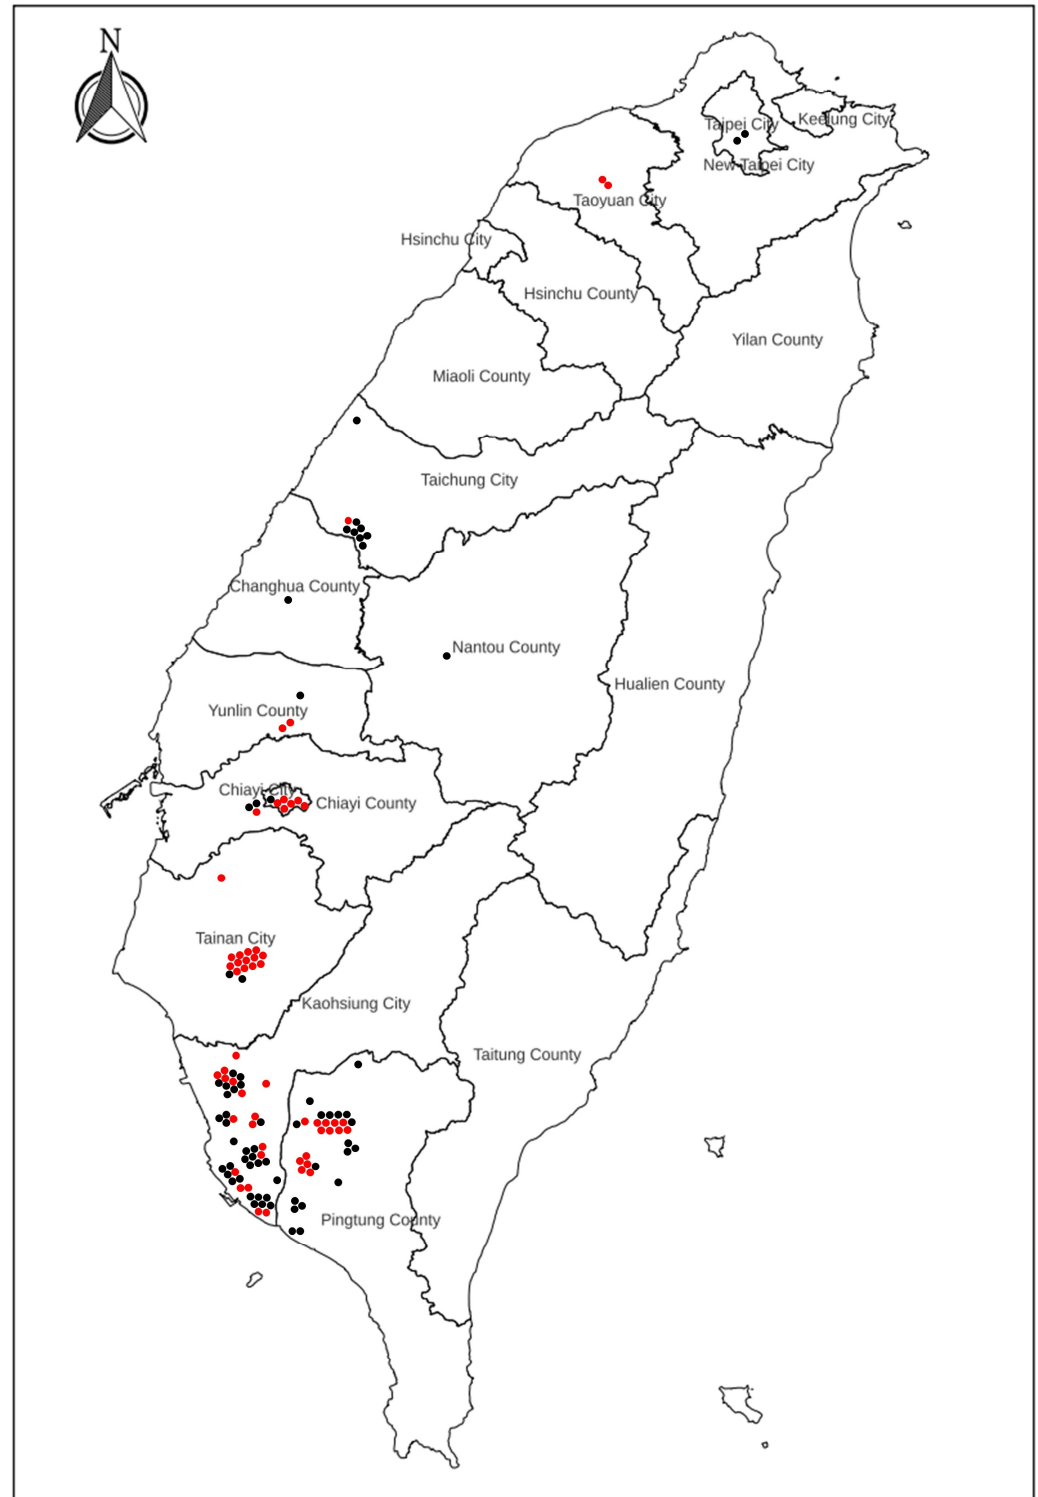 N
Taipei City
Keelung City
New Taipei City
Taoyuan City
Hsinchu City
Hsinchu County
Yilan County
Miaoli County
Taichung City
Changhua County
Nantou County
Hualien County
Yunlin County
Chiayi City
Chiayi County
Tainan City
Kaohsiung City
Taitung County
Pingtung County